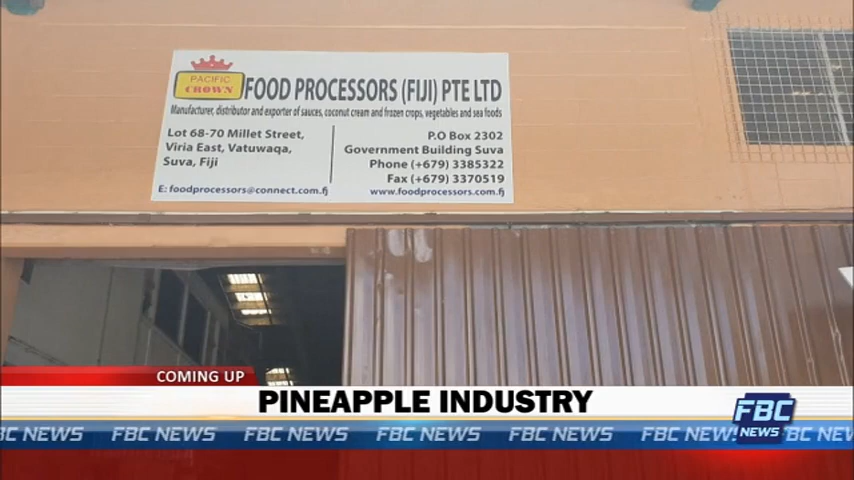 PACIFIC
CROWN
FOOD PROCESSORS (FIJI) PTE LTD
Manufacturer, distributor and exporter of sauces, coconut cream and frozen crops, vegetables and sea foods
Lot 68-70 Millet Street,
Viria East, Vatuwaqa,
Suva, Fiji
E: foodprocessors@connect.com.fj
P.O Box 2302
Government Building Suva
Phone (+679) 3385322
Fax (+679) 3370519
www.foodprocessors.com.fj
COMING UP
PINEAPPLE INDUSTRY
FBC
NEWS
BC NEWS FBC NEWS FBC NEWS FBC NEWS FBC NEWS FBC NEW BC NEWS